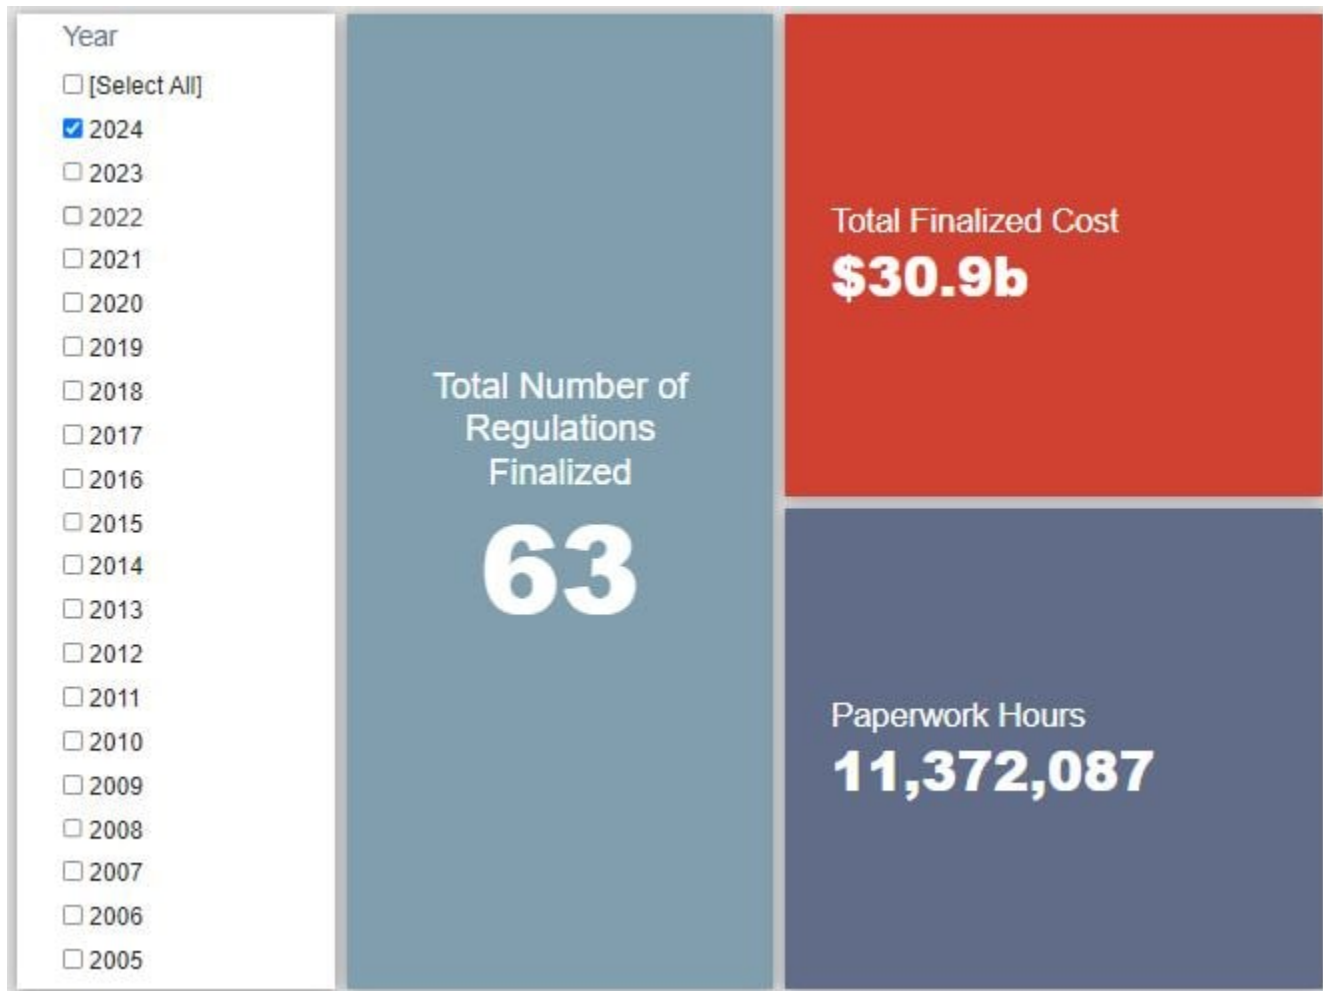 Year
[Select All]
2024
2023
2022
2021
2020
2019
2018
2017
2016
2015
2014
2013
2012
2011
2010
2009
2008
2007
2006
2005
Total Number of
Regulations
Finalized
63
Total Finalized Cost
$30.9b
Paperwork Hours
11,372,087